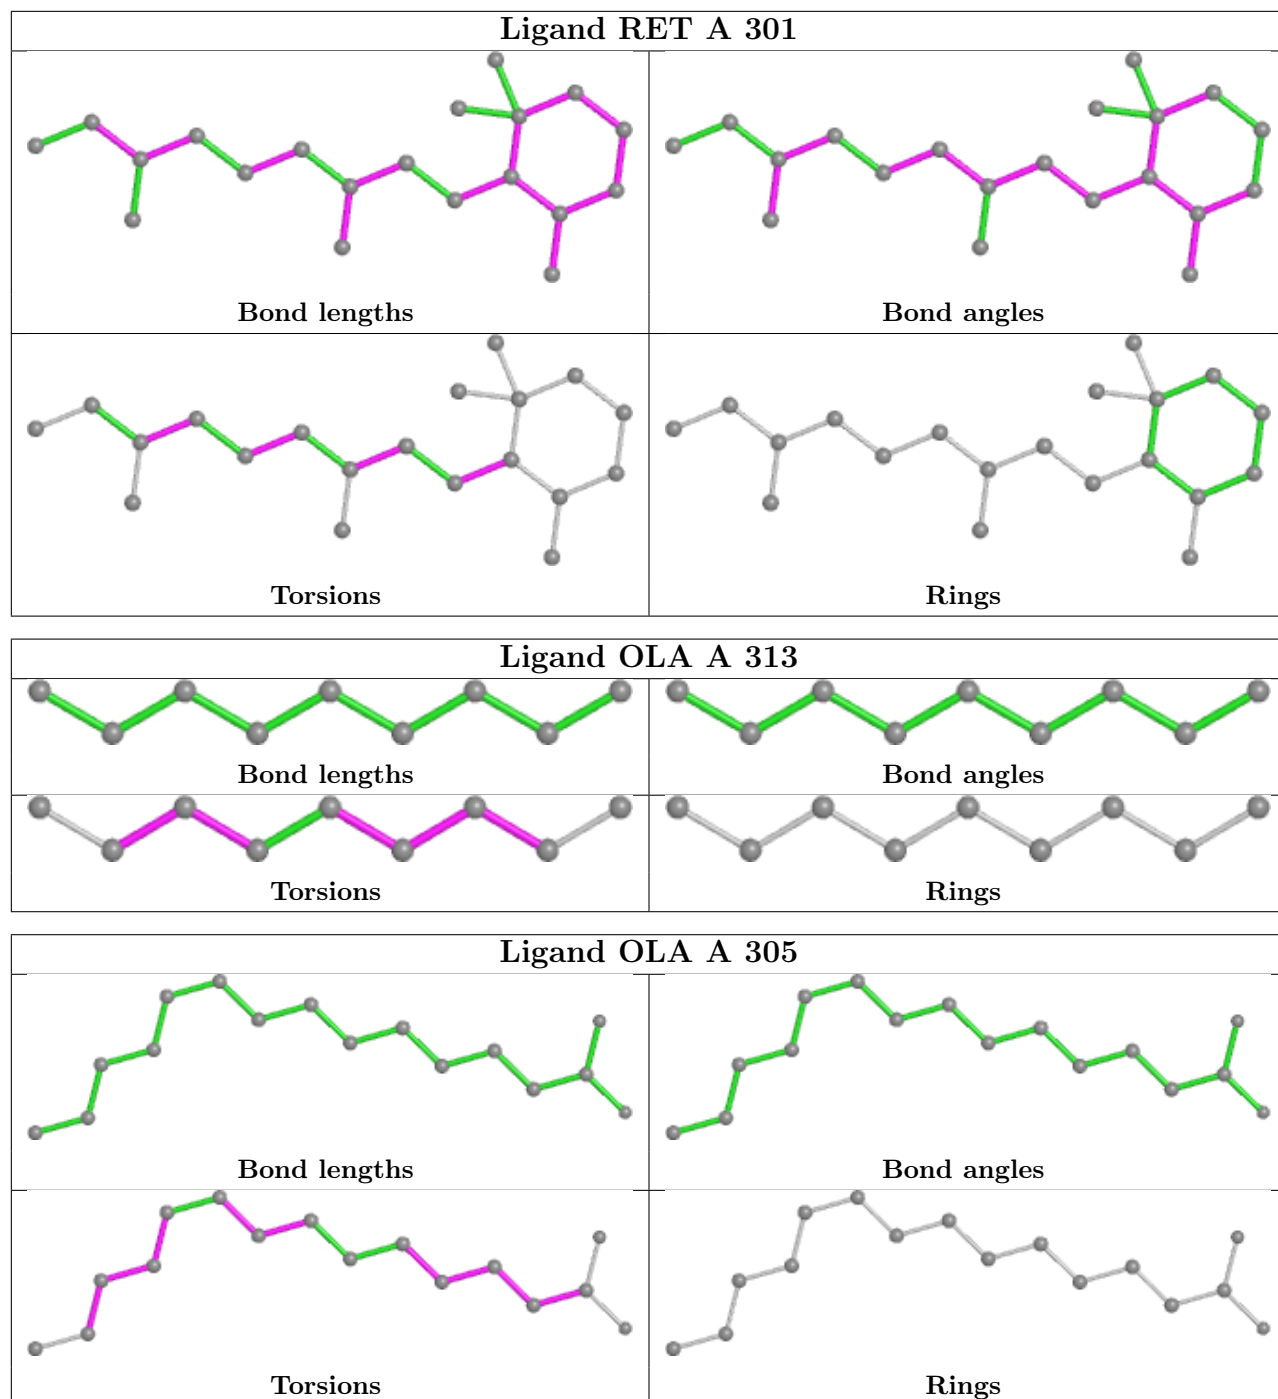 Ligand RET A 301
Bond lengths
Bond angles
Torsions
Rings
Ligand OLA A 313
Bond lengths
Bond angles
Torsions
Rings
Ligand OLA A 305
Bond lengths
Bond angles
Torsions
Rings